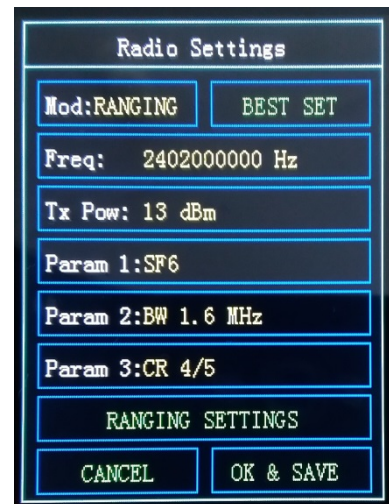 Radio Settings
Mod:RANGING BEST SET
Freq: 2402000000 Hz
Tx Pow: 13 dBm
Param 1:SF6
Param 2:BW 1.6 MHz
Param 3:CR 4/5
RANGING SETTINGS
CANCEL OK & SAVE